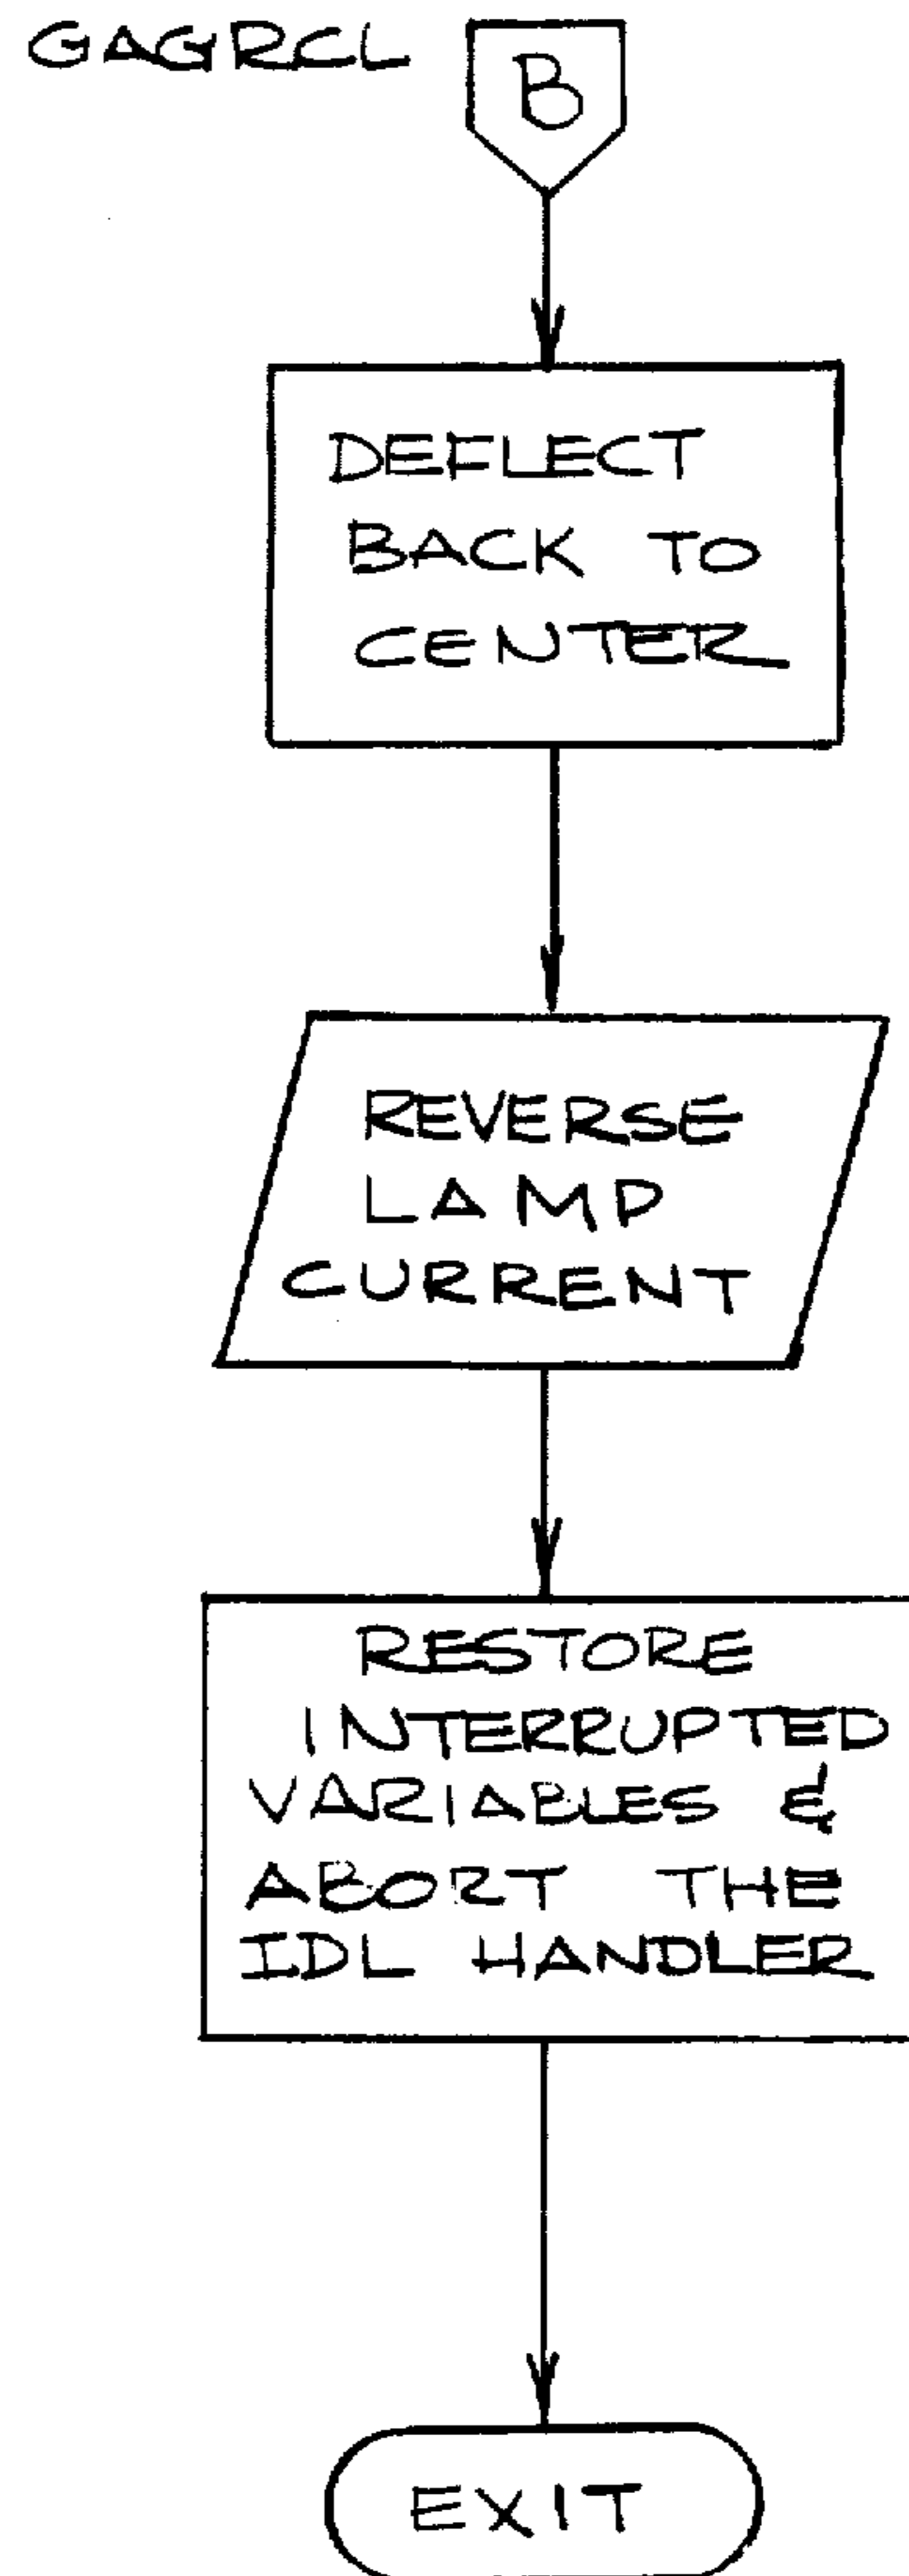 GAGRCL
B
DEFLECT
BACK TO
CENTER
REVERSE
LAMP
CURRENT
RESTORE
INTERRUPTED
VARIABLES &
ABORT THE
IDL HANDLER
EXIT